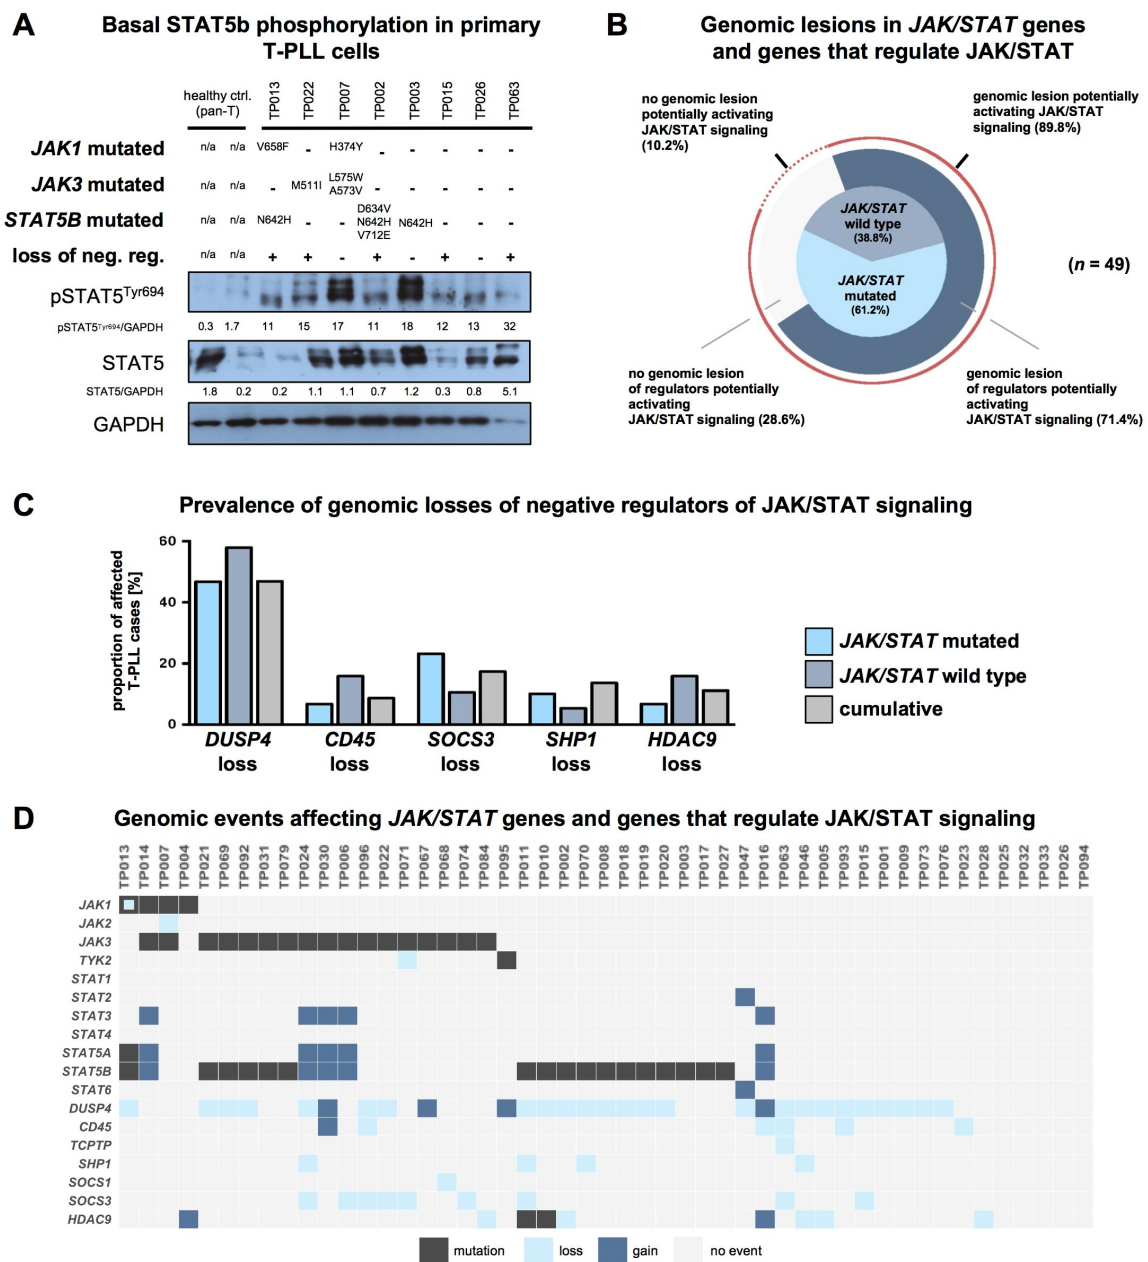 A
Basal STAT5b phosphorylation in primary
T-PLL cells
healthy ctrl.
(pan-T)
TP013 TP022 TP007 TP002 TP003 TP015 TP026 TP063
JAK1 mutated n/a n/a V658F - H374Y - - - - -
JAK3 mutated n/a n/a - M511I L575W A573V - - - - -
STAT5B mutated n/a n/a N642H - - D634V N642H V712E N642H - - -
loss of neg. reg. n/a n/a + + - + - + - +
pSTAT5Tyr694
pSTAT5Tyr694/GAPDH 0.3 1.7 11 15 17 11 18 12 13 32
STAT5
STAT5/GAPDH 1.8 0.2 0.2 1.1 1.1 0.7 1.2 0.3 0.8 5.1
GAPDH
B
Genomic lesions in JAK/STAT genes
and genes that regulate JAK/STAT
no genomic lesion
potentially activating
JAK/STAT signaling
(10.2%)
genomic lesion potentially
activating JAK/STAT
signaling (89.8%)
JAK/STAT
wild type
(38.8%)
JAK/STAT
mutated
(61.2%)
(n = 49)
no genomic lesion
of regulators potentially
activating
JAK/STAT signaling (28.6%)
genomic lesion
of regulators potentially
activating
JAK/STAT signaling (71.4%)
C
Prevalence of genomic losses of negative regulators of JAK/STAT signaling
proportion of affected
T-PLL cases [%]
60
40
20
0
DUSP4 loss
CD45 loss
SOCS3 loss
SHP1 loss
HDAC9 loss
JAK/STAT mutated
JAK/STAT wild type
cumulative
D
Genomic events affecting JAK/STAT genes and genes that regulate JAK/STAT signaling
TP013 TP014 TP007 TP004 TP021 TP069 TP092 TP031 TP079 TP024 TP030 TP006 TP096 TP022 TP071 TP067 TP068 TP074 TP084 TP095 TP011 TP010 TP002 TP070 TP008 TP018 TP019 TP020 TP003 TP017 TP027 TP047 TP016 TP063 TP046 TP005 TP093 TP015 TP001 TP009 TP073 TP076 TP023 TP028 TP025 TP032 TP033 TP026 TP094
JAK1
JAK2
JAK3
TYK2
STAT1
STAT2
STAT3
STAT4
STAT5A
STAT5B
STAT6
DUSP4
CD45
TCPTP
SHP1
SOCS1
SOCS3
HDAC9
mutation
loss
gain
no event